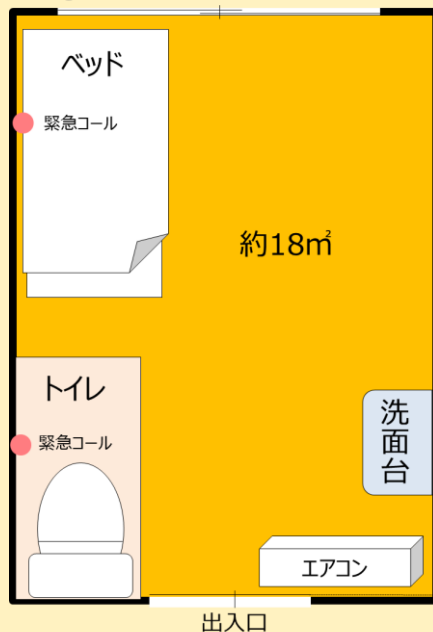 ベッド
緊急コール
約18㎡
トイレ
緊急コール
洗面台
エアコン
出入口